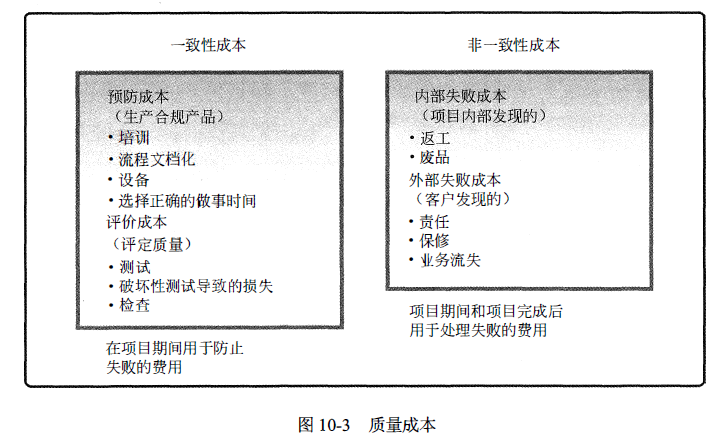 一致性成本
预防成本
（生产合规产品）
·培训
·流程文档化
·设备
·选择正确的做事时间
评价成本
（评定质量）
·测试
·破坏性测试导致的损失
·检查
在项目期间用于防止
失败的费用
非一致性成本
内部失败成本
（项目内部发现的）
·返工
·废品
外部失败成本
（客户发现的）
·责任
·保修
·业务流失
项目期间和项目完成后
用于处理失败的费用
图 10-3 质量成本